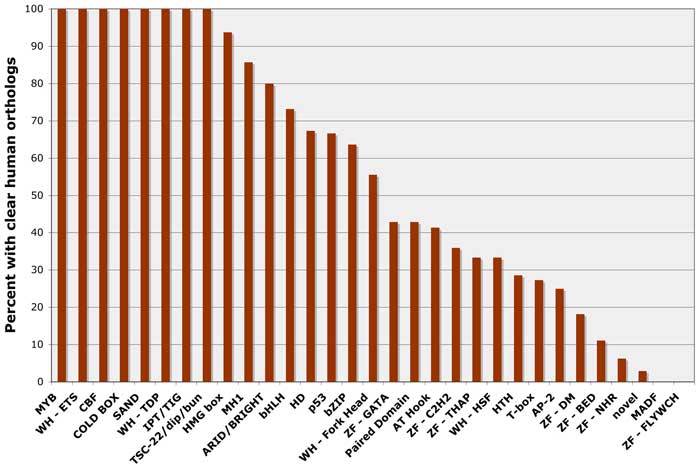 Percent with clear human orthologs
100
90
80
70
60
50
40
30
20
10
0
MYB
WH - ETS
CBF
COLD BOX
SAND
WH - TDP
IPT/TIG
TSC-22/dip/bun
HMG box
MH1
ARID/BRIGHT
bHLH
HD
p53
bZIP
WH - Fork Head
ZF - GATA
Paired Domain
AT Hook
ZF - C2H2
ZF - THAP
WH - HSF
HTH
T-box
AP-2
ZF - DM
ZF - BED
ZF - NHR
novel
MADF
ZF - FLYWCH